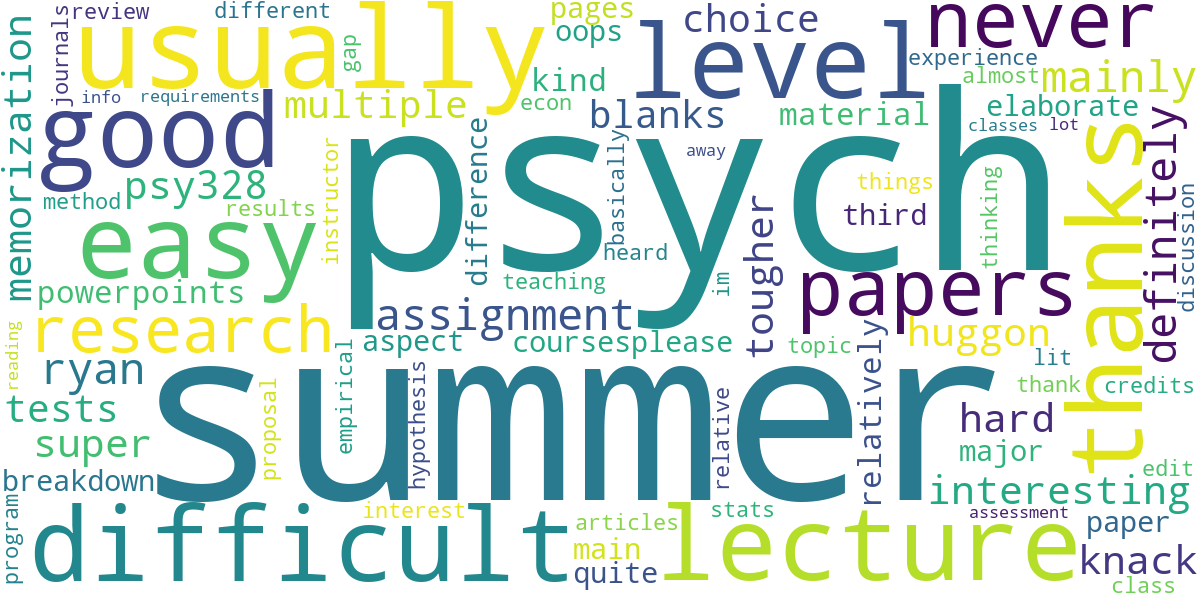 review
different
pages
choice
never
journals
usually
gap
oops
level
experience
memorization
info
requirements
kind
almost
mainly
good
multiple
econ
blanks
material
elaborate
psych
classes
lot
definitely
thanks
psy328
difference
basically
away
things
thinking
method
results
instructor
third
discussion
easy
heard
tougher
powerpoints
teaching
im
papers
research
assignment
aspect
coursesplease
topic
huggon
reading
ryan
empirical
hypothesis
summer
relative
relatively
lit
thank
credits
tests
proposal
hard
super
major
breakdown
edit
interesting
program
difficult
interest
articles
stats
lecture
assessment
paper
main
quite
knack
class